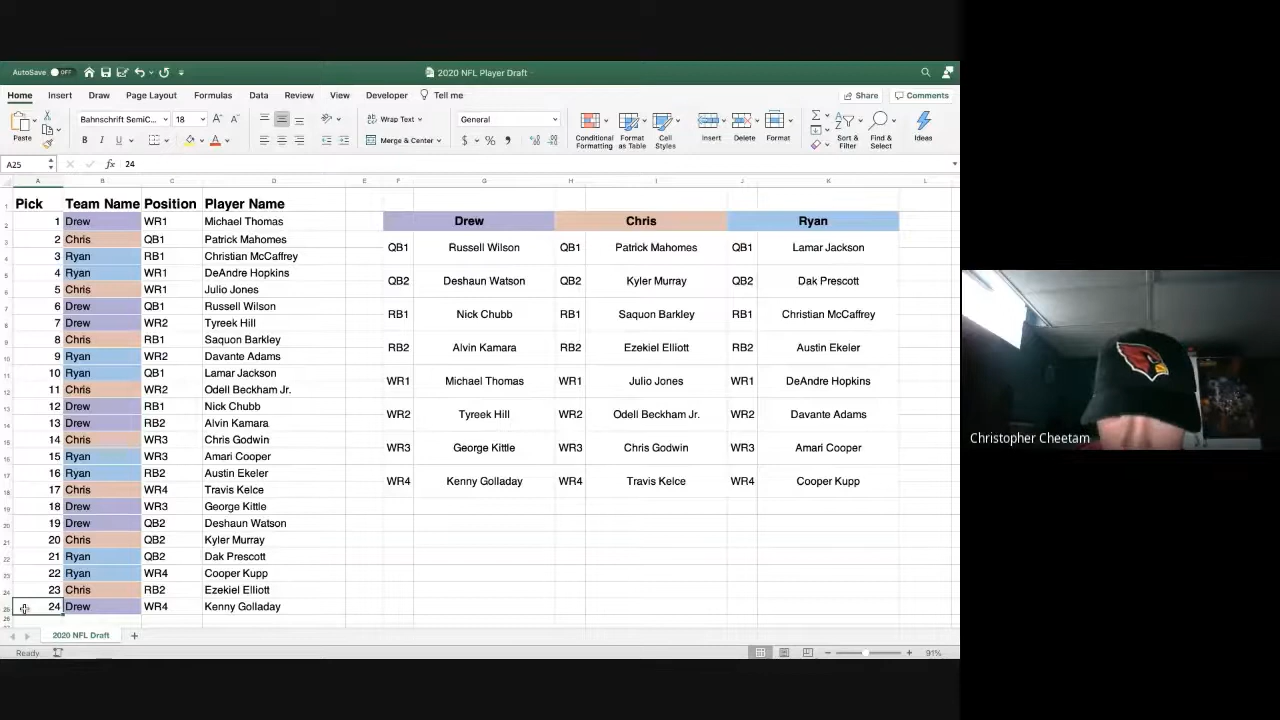 AutoSave OFF
2020 NFL Player Draft
Home Insert Draw Page Layout Formulas Data Review View Developer Tell me Share Comments
Paste Bahnschrift SemiC... 18 A A Wrap Text General Conditional Formatting Format as Table Cell Styles Insert Delete Format Sort & Filter Find & Select Ideas
B I U Merge & Center $ %
A25 fx 24
A B C D E F G H I J K L
Pick Team Name Position Player Name
1 Drew WR1 Michael Thomas
2 Chris QB1 Patrick Mahomes
3 Ryan RB1 Christian McCaffrey
4 Ryan WR1 DeAndre Hopkins
5 Chris WR1 Julio Jones
6 Drew QB1 Russell Wilson
7 Drew WR2 Tyreek Hill
8 Chris RB1 Saquon Barkley
9 Ryan WR2 Davante Adams
10 Ryan QB1 Lamar Jackson
11 Chris WR2 Odell Beckham Jr.
12 Drew RB1 Nick Chubb
13 Drew RB2 Alvin Kamara
14 Chris WR3 Chris Godwin
15 Ryan WR3 Amari Cooper
16 Ryan RB2 Austin Ekeler
17 Chris WR4 Travis Kelce
18 Drew WR3 George Kittle
19 Drew QB2 Deshaun Watson
20 Chris QB2 Kyler Murray
21 Ryan QB2 Dak Prescott
22 Ryan WR4 Cooper Kupp
23 Chris RB2 Ezekiel Elliott
24 Drew WR4 Kenny Golladay
Drew Chris Ryan
QB1 Russell Wilson QB1 Patrick Mahomes QB1 Lamar Jackson
QB2 Deshaun Watson QB2 Kyler Murray QB2 Dak Prescott
RB1 Nick Chubb RB1 Saquon Barkley RB1 Christian McCaffrey
RB2 Alvin Kamara RB2 Ezekiel Elliott RB2 Austin Ekeler
WR1 Michael Thomas WR1 Julio Jones WR1 DeAndre Hopkins
WR2 Tyreek Hill WR2 Odell Beckham Jr. WR2 Davante Adams
WR3 George Kittle WR3 Chris Godwin WR3 Amari Cooper
WR4 Kenny Golladay WR4 Travis Kelce WR4 Cooper Kupp
2020 NFL Draft +
Ready 91%
Christopher Cheetam